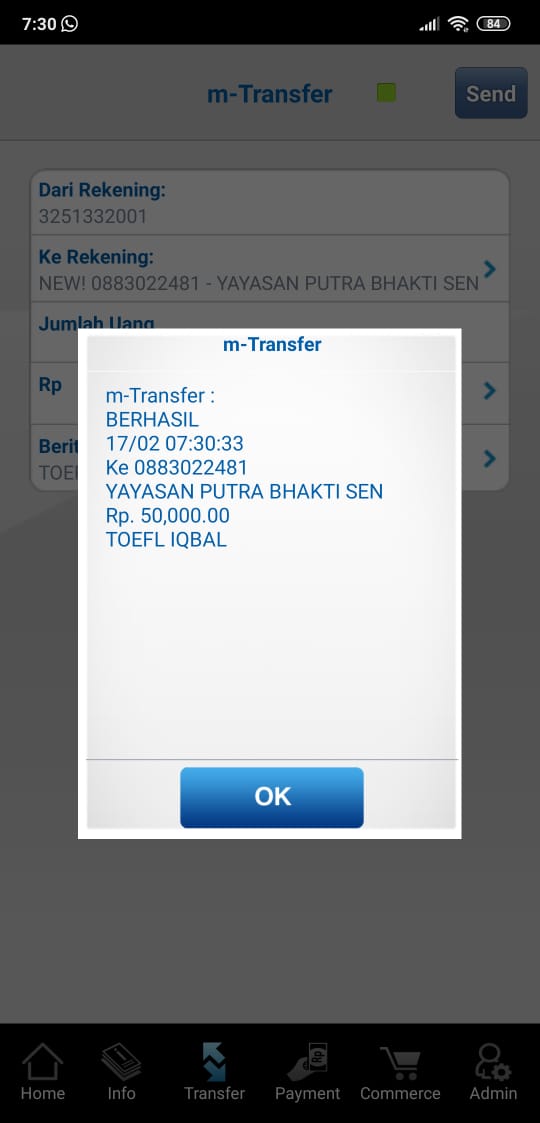 7:30
84
m-Transfer
Send
Dari Rekening:
3251332001
Ke Rekening:
NEW! 0883022481 - YAYASAN PUTRA BHAKTI SEN
Jumlah Uang
Rp
m-Transfer
m-Transfer :
BERHASIL
17/02 07:30:33
Ke 0883022481
YAYASAN PUTRA BHAKTI SEN
Rp. 50,000.00
TOEFL IQBAL
OK
Home
Info
Transfer
Payment
Commerce
Admin